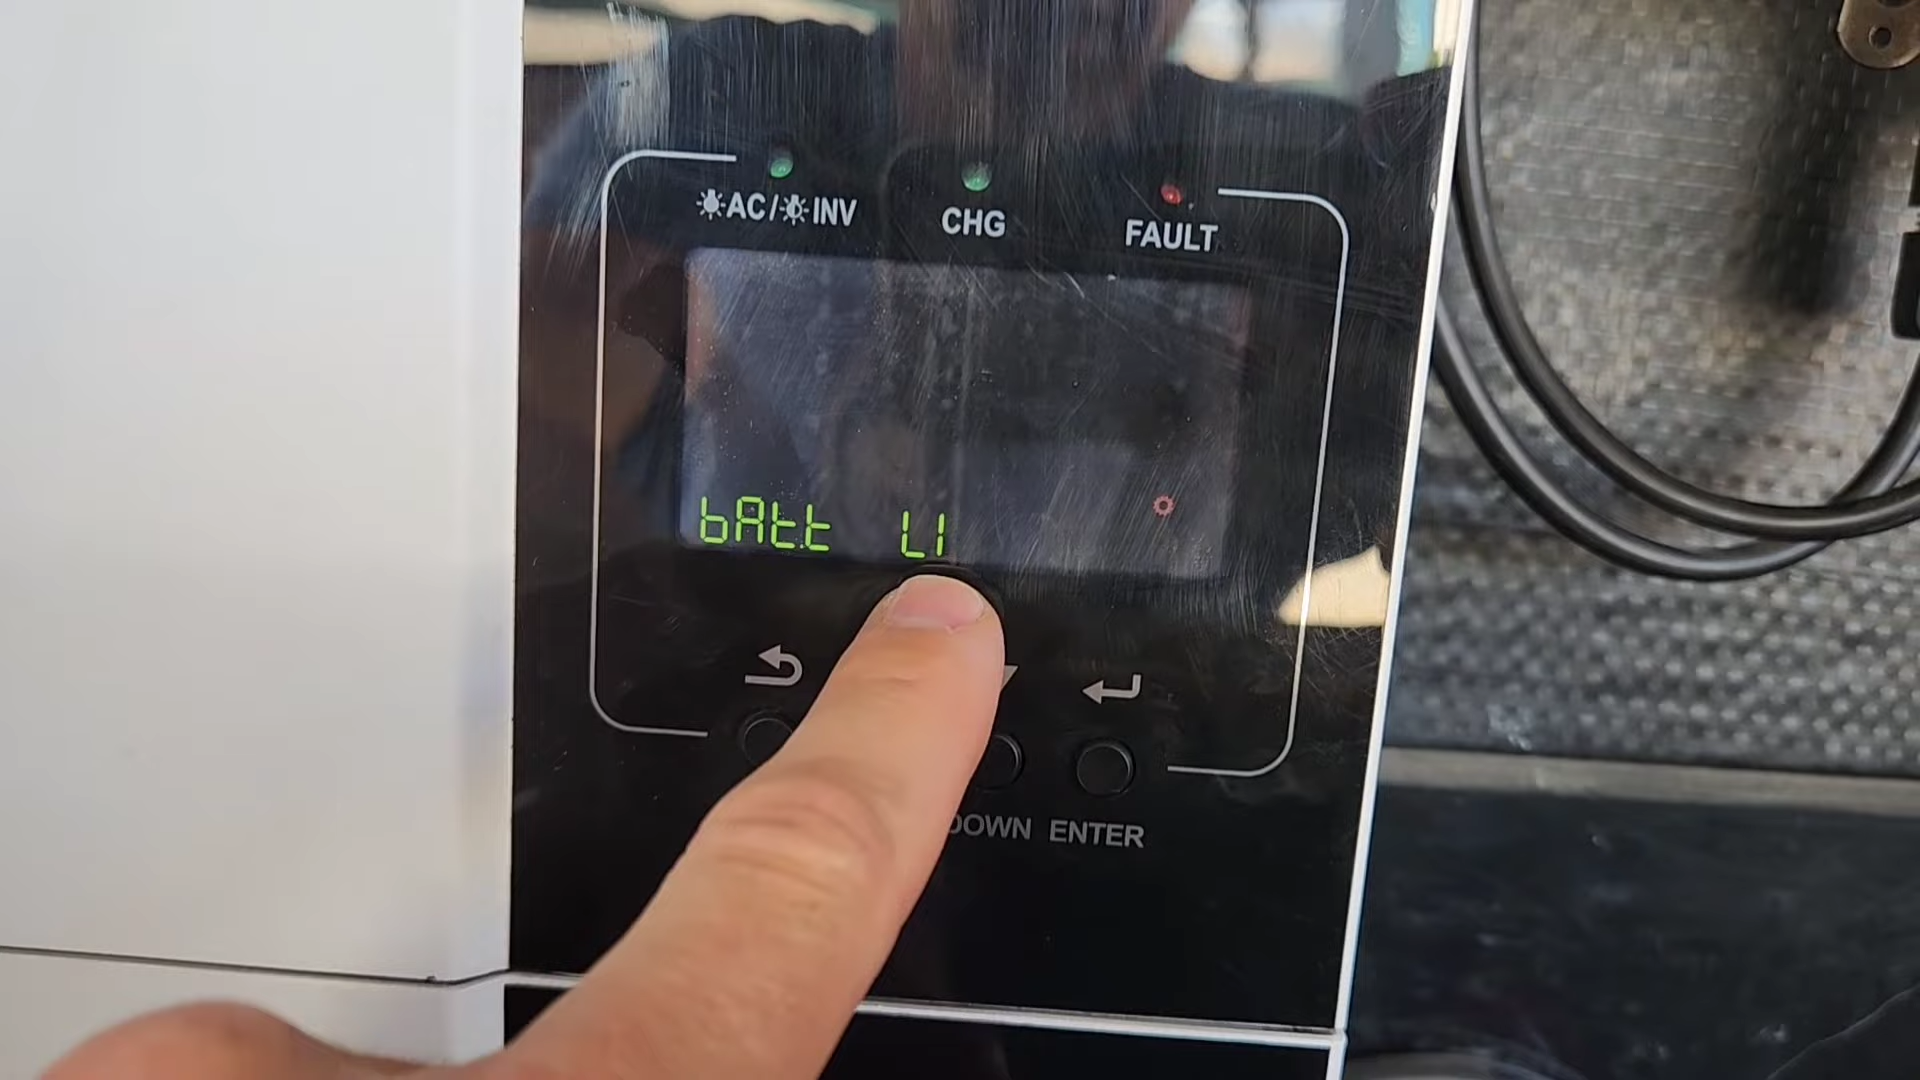 AC/INV
CHG
FAULT
bAtt LI
DOWN ENTER